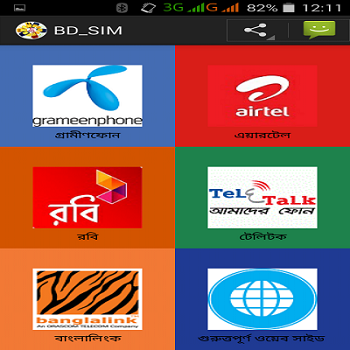 3G G 82% 12:11
BD_SIM
grameenphone
গ্রামীণফোন
airtel
এয়ারটেল
রবি
রবি
TeleTalk
আমাদের ফোন
টেলিটক
banglalink
An ORASCOM TELECOM Company
বাংলালিংক
গুরুত্বপূর্ণ ওয়েব সাইড